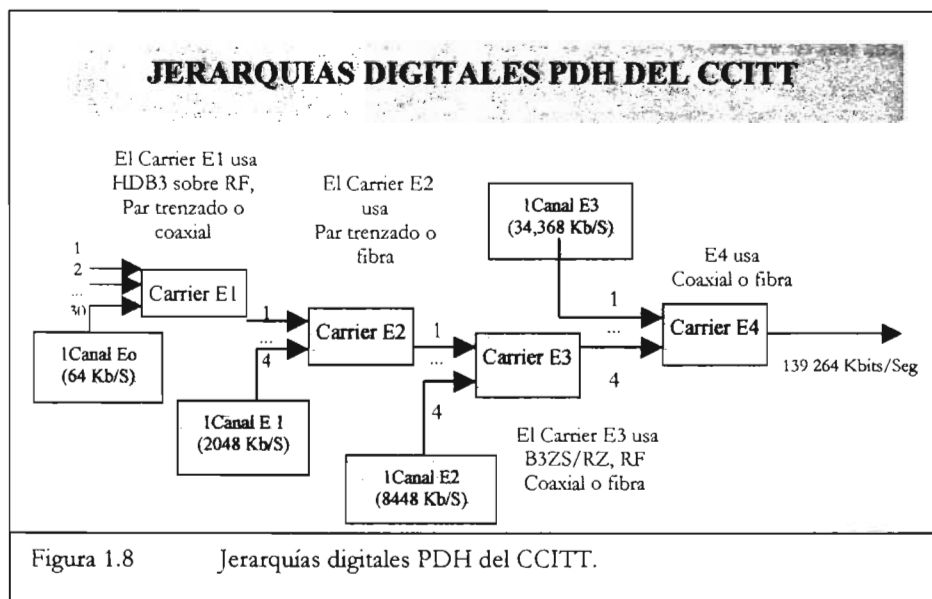 JERARQUIAS DIGITALES PDH DEL CCITT
El Carrier E1 usa
HDB3 sobre RF,
Par trenzado o
coaxial
El Carrier E2
usa
Par trenzado o
fibra
1Canal E3
(34,368 Kb/S)
E4 usa
Coaxial o fibra
1
2
...
30
Carrier E1
1
...
4
Carrier E2
1
...
4
Carrier E3
1
...
4
Carrier E4
139 264 Kbits/Seg
1Canal Eo
(64 Kb/S)
1Canal E 1
(2048 Kb/S)
1Canal E2
(8448 Kb/S)
El Carrier E3 usa
B3ZS/RZ, RF
Coaxial o fibra
Figura 1.8 Jerarquías digitales PDH del CCITT.